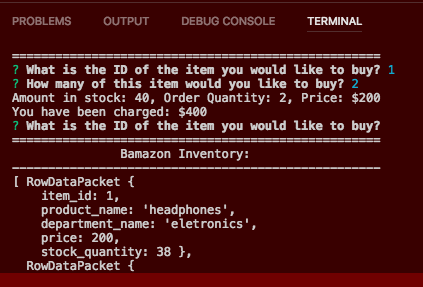 PROBLEMS OUTPUT DEBUG CONSOLE TERMINAL
==================================================
? What is the ID of the item you would like to buy? 1
? How many of this item would you like to buy? 2
Amount in stock: 40, Order Quantity: 2, Price: $200
You have been charged: $400
? What is the ID of the item you would like to buy?
==================================================
Bamazon Inventory:
--------------------------------------------------
[ RowDataPacket {
item_id: 1,
product_name: 'headphones',
department_name: 'eletronics',
price: 200,
stock_quantity: 38 },
RowDataPacket {